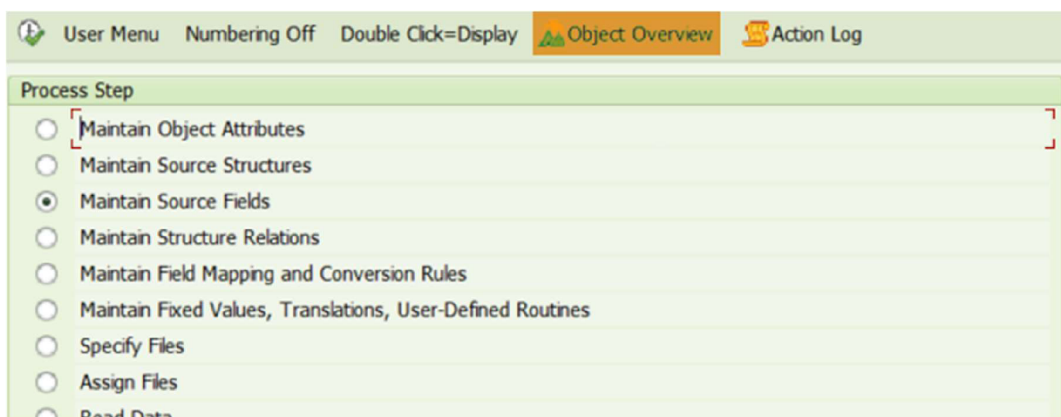 User Menu Numbering Off Double Click=Display Object Overview Action Log
Process Step
Maintain Object Attributes
Maintain Source Structures
Maintain Source Fields
Maintain Structure Relations
Maintain Field Mapping and Conversion Rules
Maintain Fixed Values, Translations, User-Defined Routines
Specify Files
Assign Files
Read Data